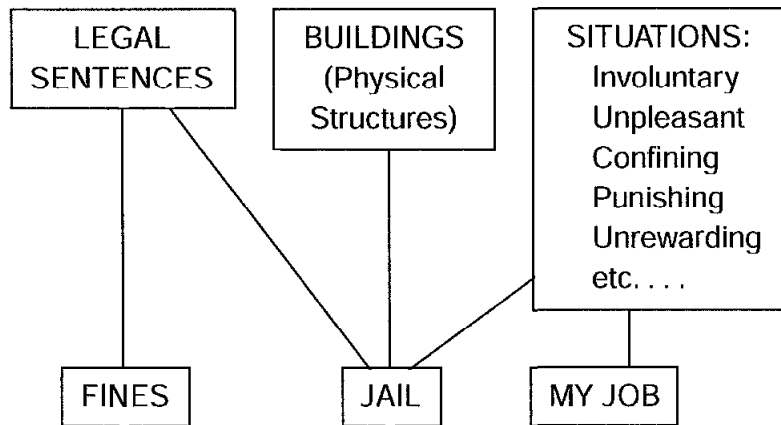 LEGAL
SENTENCES
BUILDINGS
(Physical
Structures)
SITUATIONS:
Involuntary
Unpleasant
Confining
Punishing
Unrewarding
etc. . . .
FINES
JAIL
MY JOB